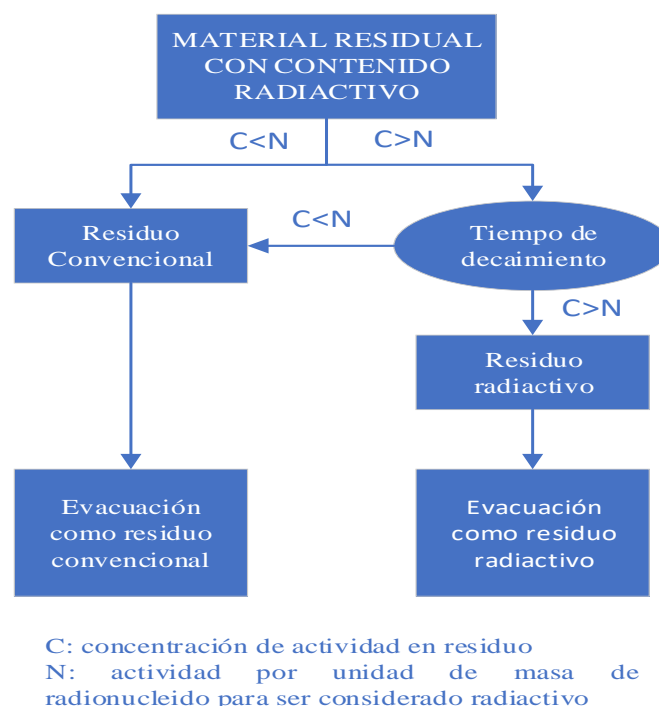 MATERIAL RESIDUAL
CON CONTENIDO
RADIACTIVO
C<N
C>N
Residuo
Convencional
C<N
Tiempo de
decaimiento
C>N
Residuo
radiactivo
Evacuación
como residuo
convencional
Evacuación
como residuo
radiactivo
C: concentración de actividad en residuo
N: actividad por unidad de masa de
radionucleido para ser considerado radiactivo